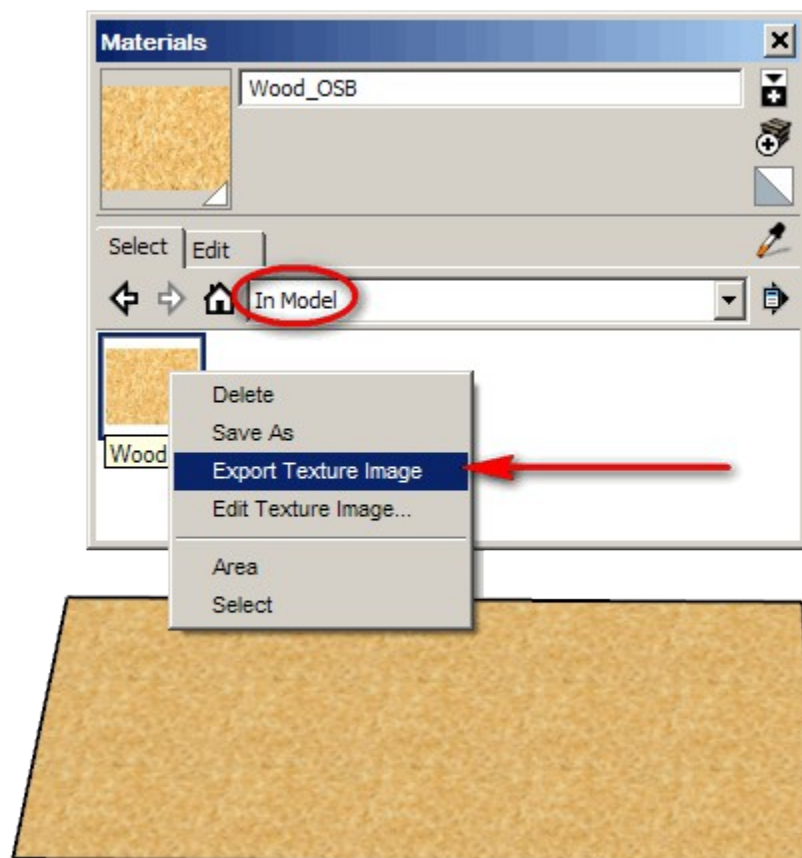 Materials
Wood_OSB
Select Edit
In Model
Wood
Delete
Save As
Export Texture Image
Edit Texture Image...
Area
Select